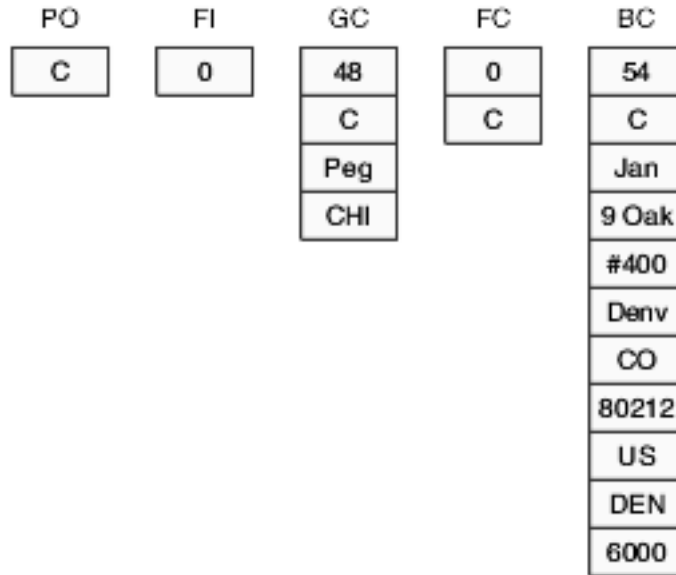 PO FI GC FC BC
C 0 48 0 54
C C C
Peg Jan
CHI 9 Oak
#400
Denv
CO
80212
US
DEN
6000